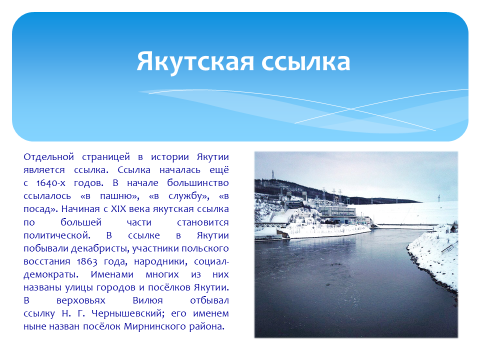 Якутская ссылка
Отдельной страницей в истории Якутии
является ссылка. Ссылка началась ещё
с 1640-х годов. В начале большинство
ссылалось «в пашню», «в службу», «в
посад». Начиная с XIX века якутская ссылка
по большей части становится
политической. В ссылке в Якутии
побывали декабристы, участники польского
восстания 1863 года, народники, социал-
демократы. Именами многих из них
названы улицы городов и посёлков Якутии.
В верховьях Вилюя отбывал
ссылку Н. Г. Чернышевский; его именем
ныне назван посёлок Мирнинского района.